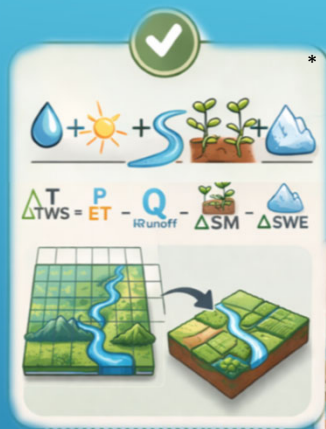 *
+ + +
T P Q
ΔTWS = ET - Runoff - ΔSM - ΔSWE